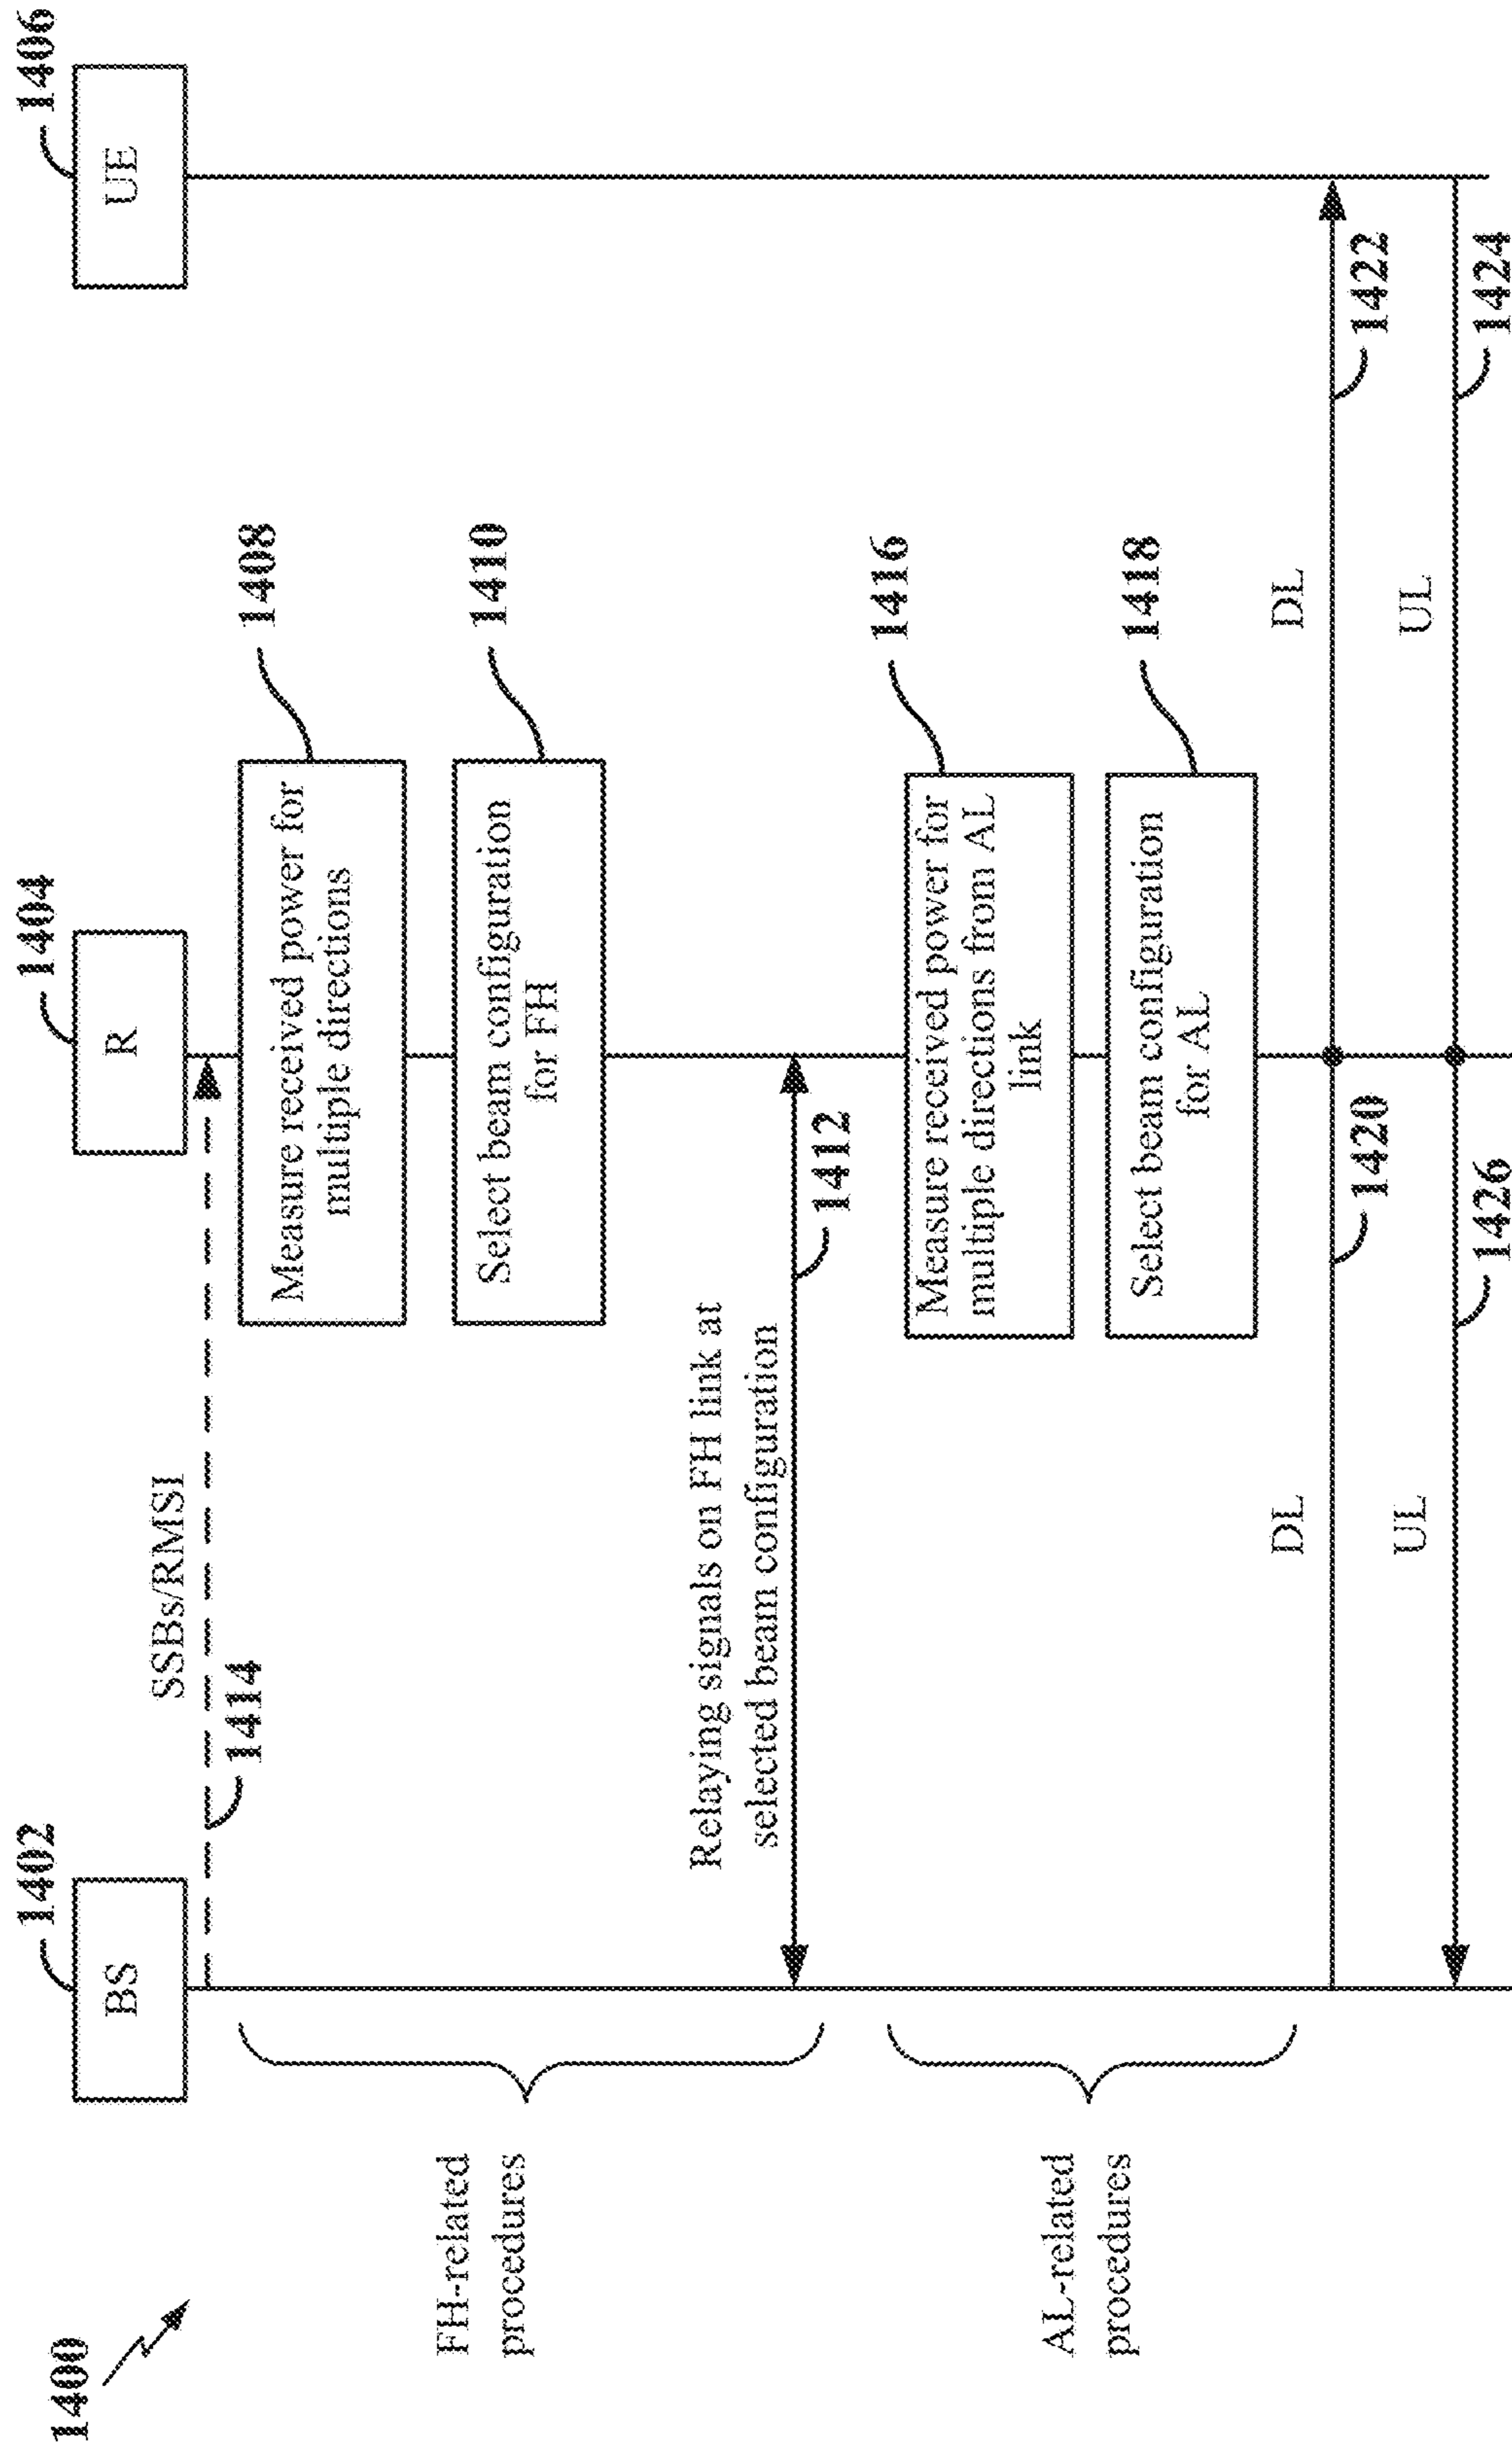 1400
1402
BS
1404
R
1406
UE
SSBs/RMSI
1414
FH-related
procedures
Measure received power for
multiple directions
1408
Select beam configuration
for FH
1410
Relaying signals on FH link at
selected beam configuration
1412
AL-related
procedures
Measure received power for
multiple directions from AL
link
1416
Select beam configuration
for AL
1418
DL
DL
1420
1422
UL
UL
1426
1424